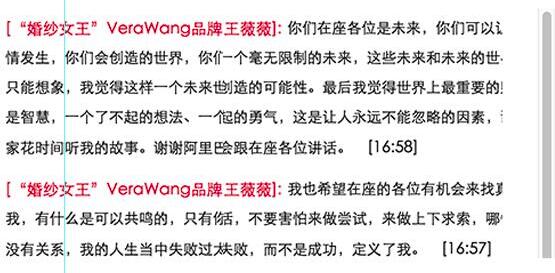 [“婚纱女王”VeraWang品牌王薇薇]: 你们在座各位是未来，你们可以
情发生，你们会创造的世界，你们一个毫无限制的未来，这些未来和未来的世
只能想象，我觉得这样一个未来世创造的可能性。最后我觉得世界上最重要的
是智慧，一个了不起的想法、一个起的勇气，这是让人永远不能忽略的因素，
家花时间听我的故事。谢谢阿里巴会跟在座各位讲话。 [16:58]
[“婚纱女王”VeraWang品牌王薇薇]: 我也希望在座的各位有机会来找真
我，有什么是可以共鸣的，只有你活，不要害怕来做尝试，来做上下求索，哪
没有关系，我的人生当中失败过太失败，而不是成功，定义了我。 [16:57]